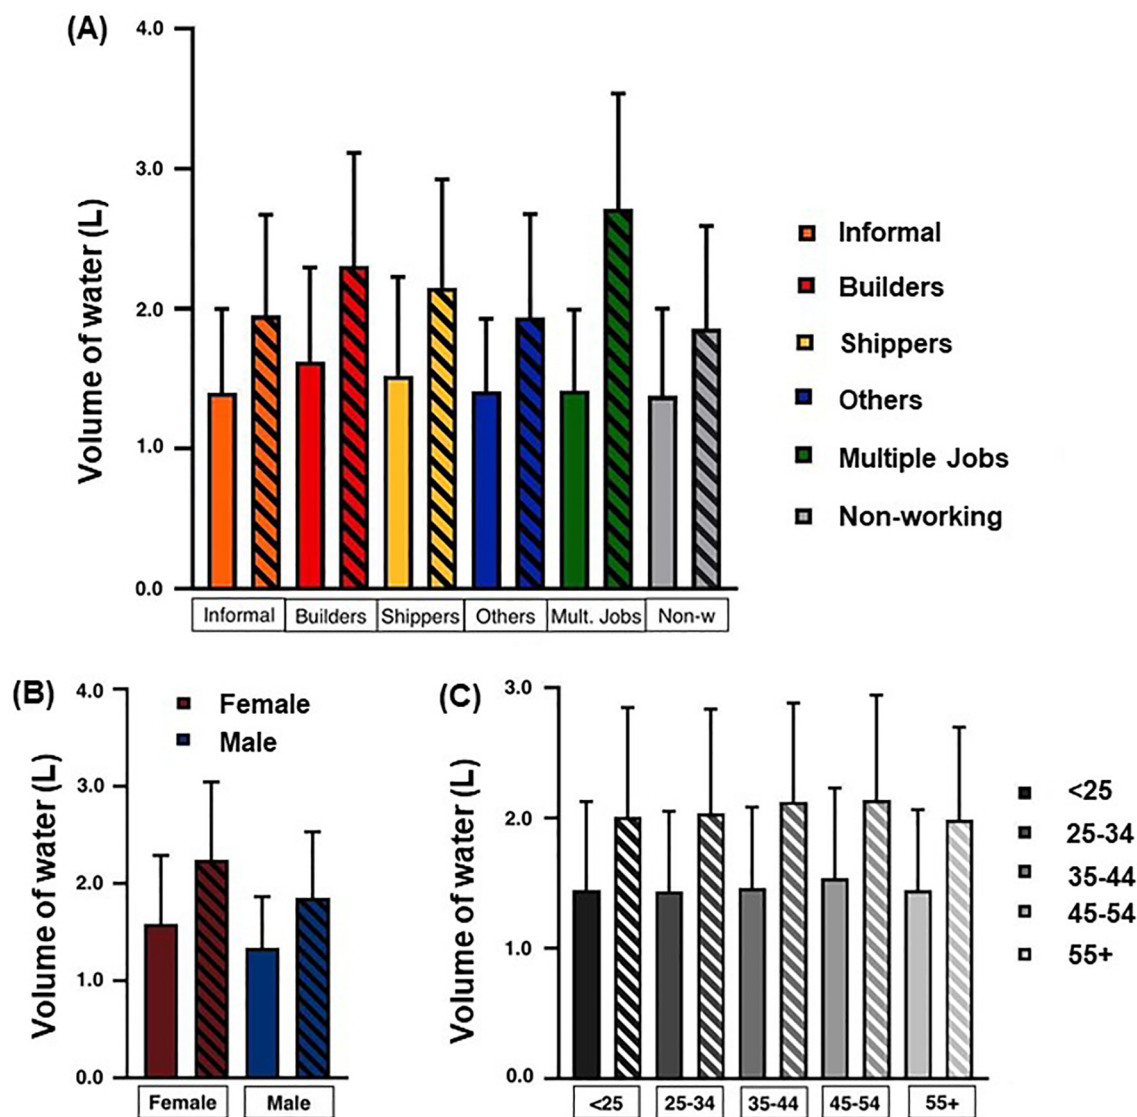 (A)
Volume of water (L)
4.0
3.0
2.0
1.0
0.0
Informal
Builders
Shippers
Others
Mult. Jobs
Non-w
Informal
Builders
Shippers
Others
Multiple Jobs
Non-working
(B)
Volume of water (L)
4.0
3.0
2.0
1.0
0.0
Female
Male
Female
Male
(C)
Volume of water (L)
3.0
2.0
1.0
0.0
<25
25-34
35-44
45-54
55+
<25
25-34
35-44
45-54
55+